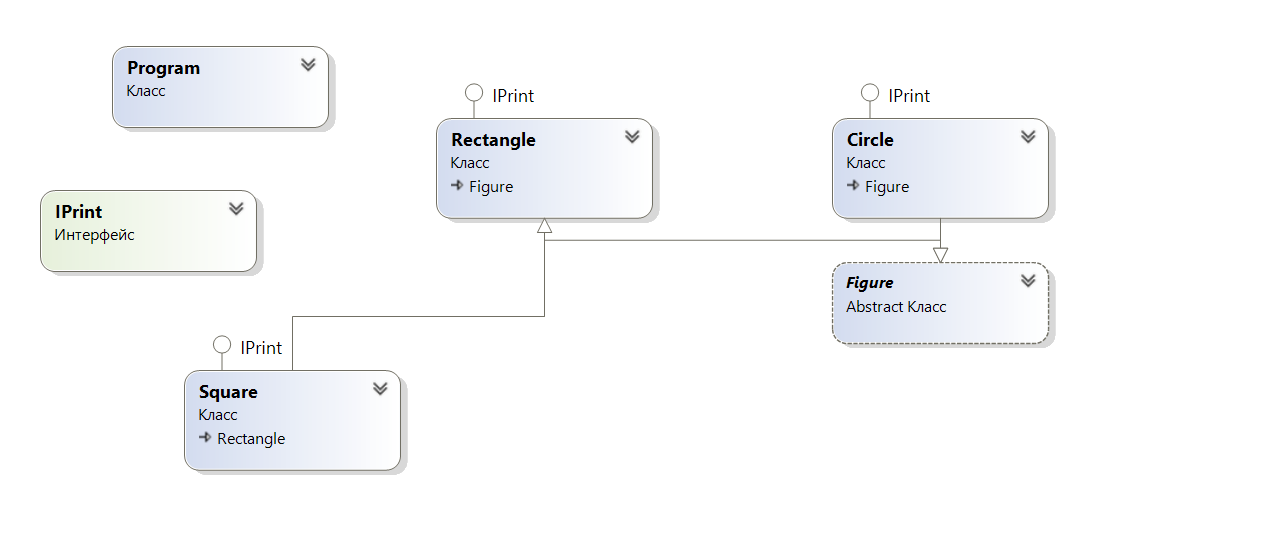 Program
Класс
IPrint
Rectangle
Класс
Figure
IPrint
Circle
Класс
Figure
IPrint
Интерфейс
Figure
Abstract Класс
IPrint
Square
Класс
Rectangle